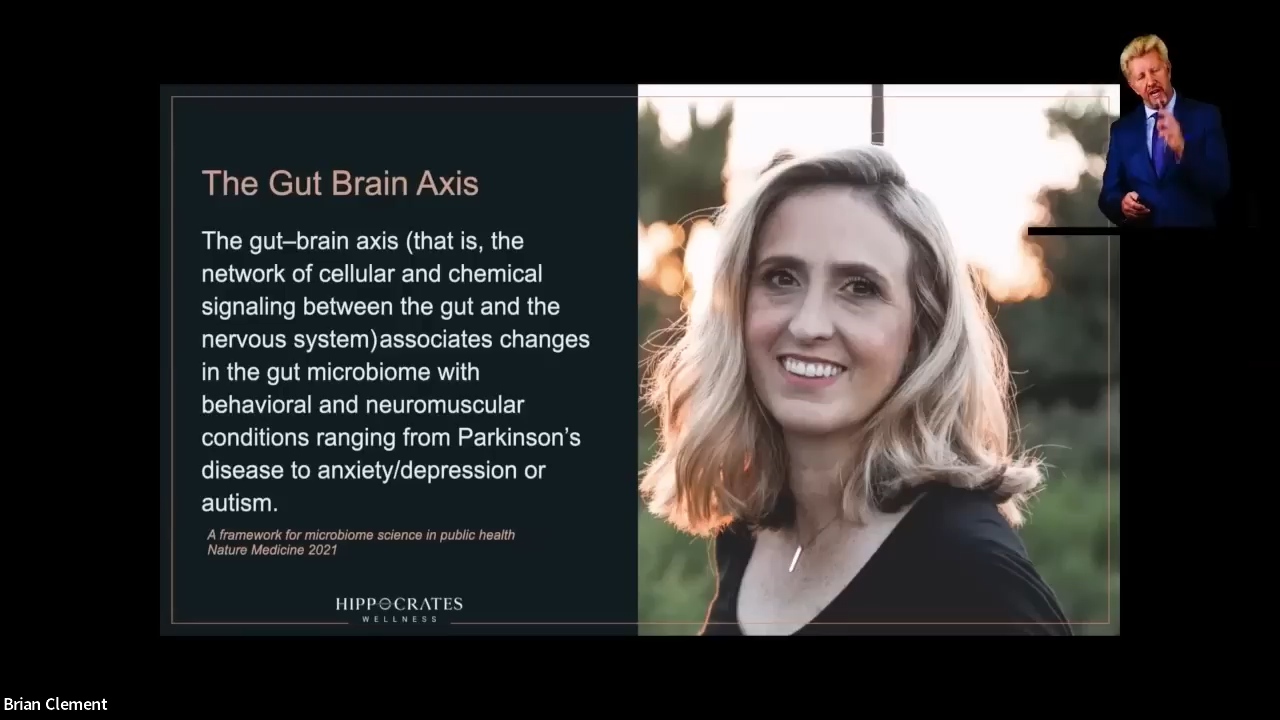 The Gut Brain Axis
The gut–brain axis (that is, the
network of cellular and chemical
signaling between the gut and the
nervous system)associates changes
in the gut microbiome with
behavioral and neuromuscular
conditions ranging from Parkinson’s
disease to anxiety/depression or
autism.
A framework for microbiome science in public health
Nature Medicine 2021
HIPPOCRATES
WELLNESS
Brian Clement